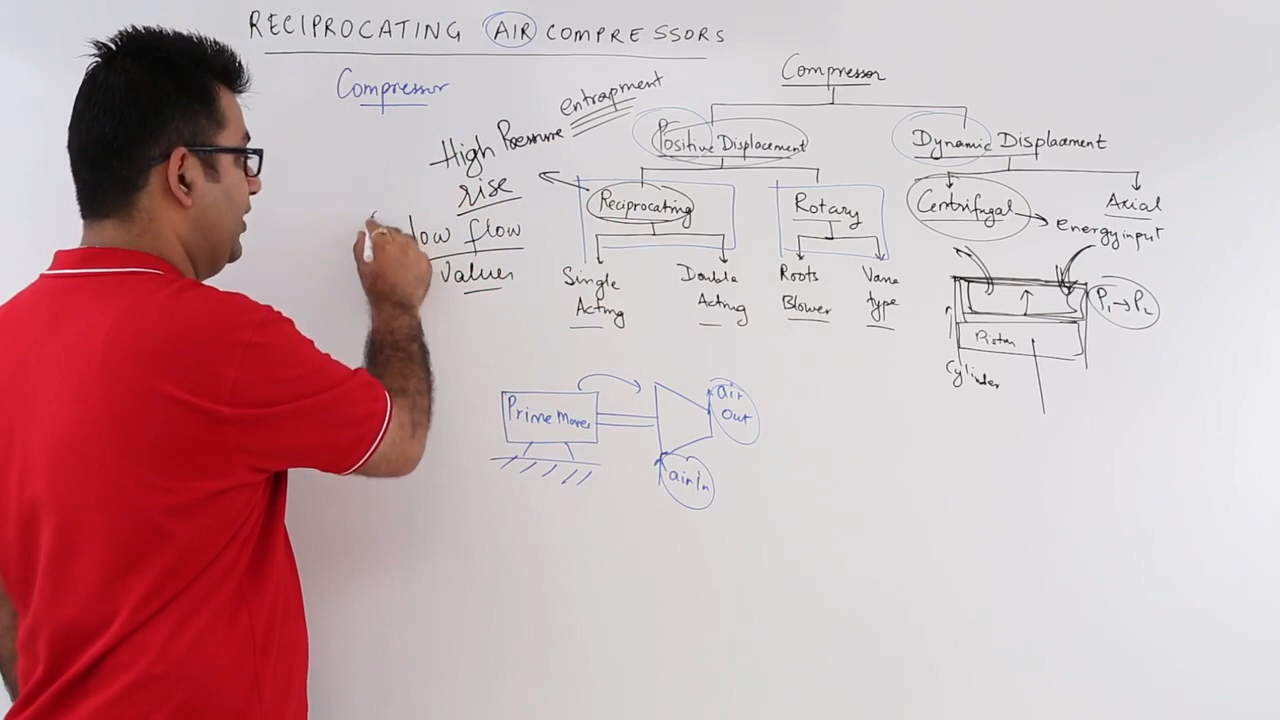 RECIPROCATING AIR COMPRESSORS
Compressor
Compressor
entrapment
High Pressure
rise
low flow
Values
Positive Displacement
Dynamic Displacement
Reciprocating
Rotary
Centrifugal
Axial
energy input
Single
Acting
Double
Acting
Roots
Blower
Vane
type
P₁→P₂
Piston
Cylinder
Prime Mover
air
Out
air In